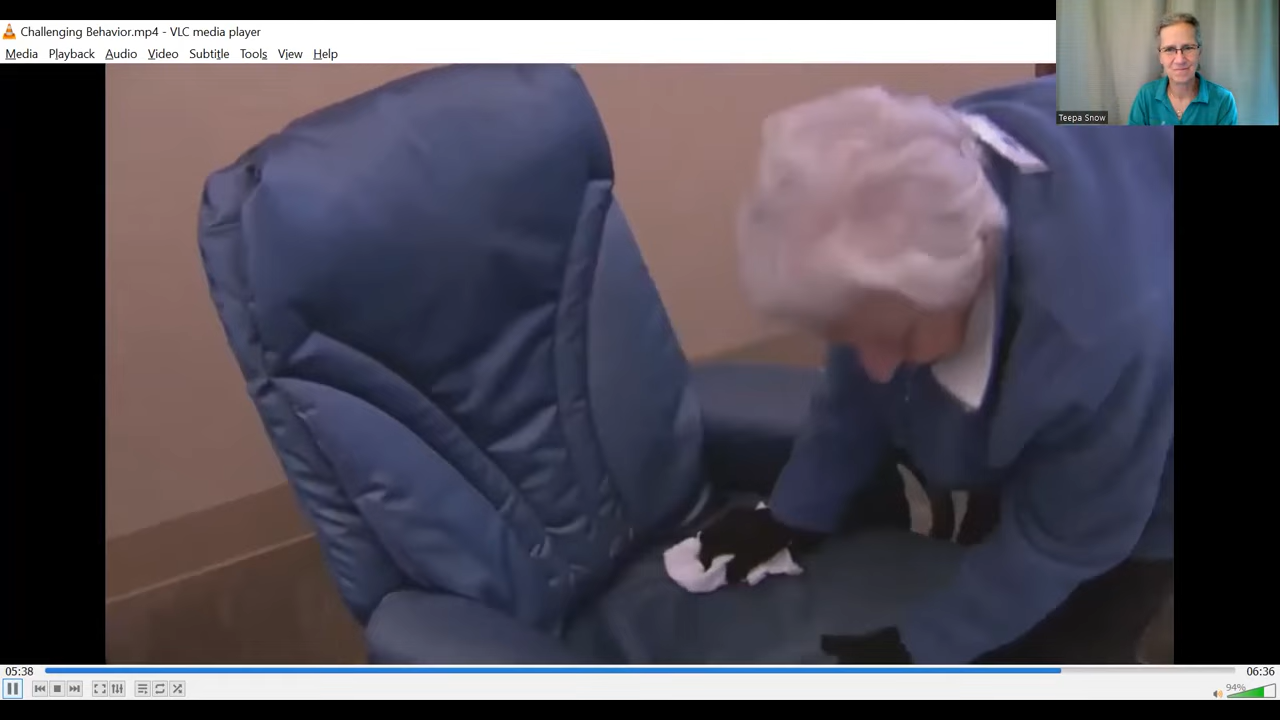 Challenging Behavior.mp4 - VLC media player
Media Playback Audio Video Subtitle Tools View Help
Teepa Snow
05:38
06:36
94%